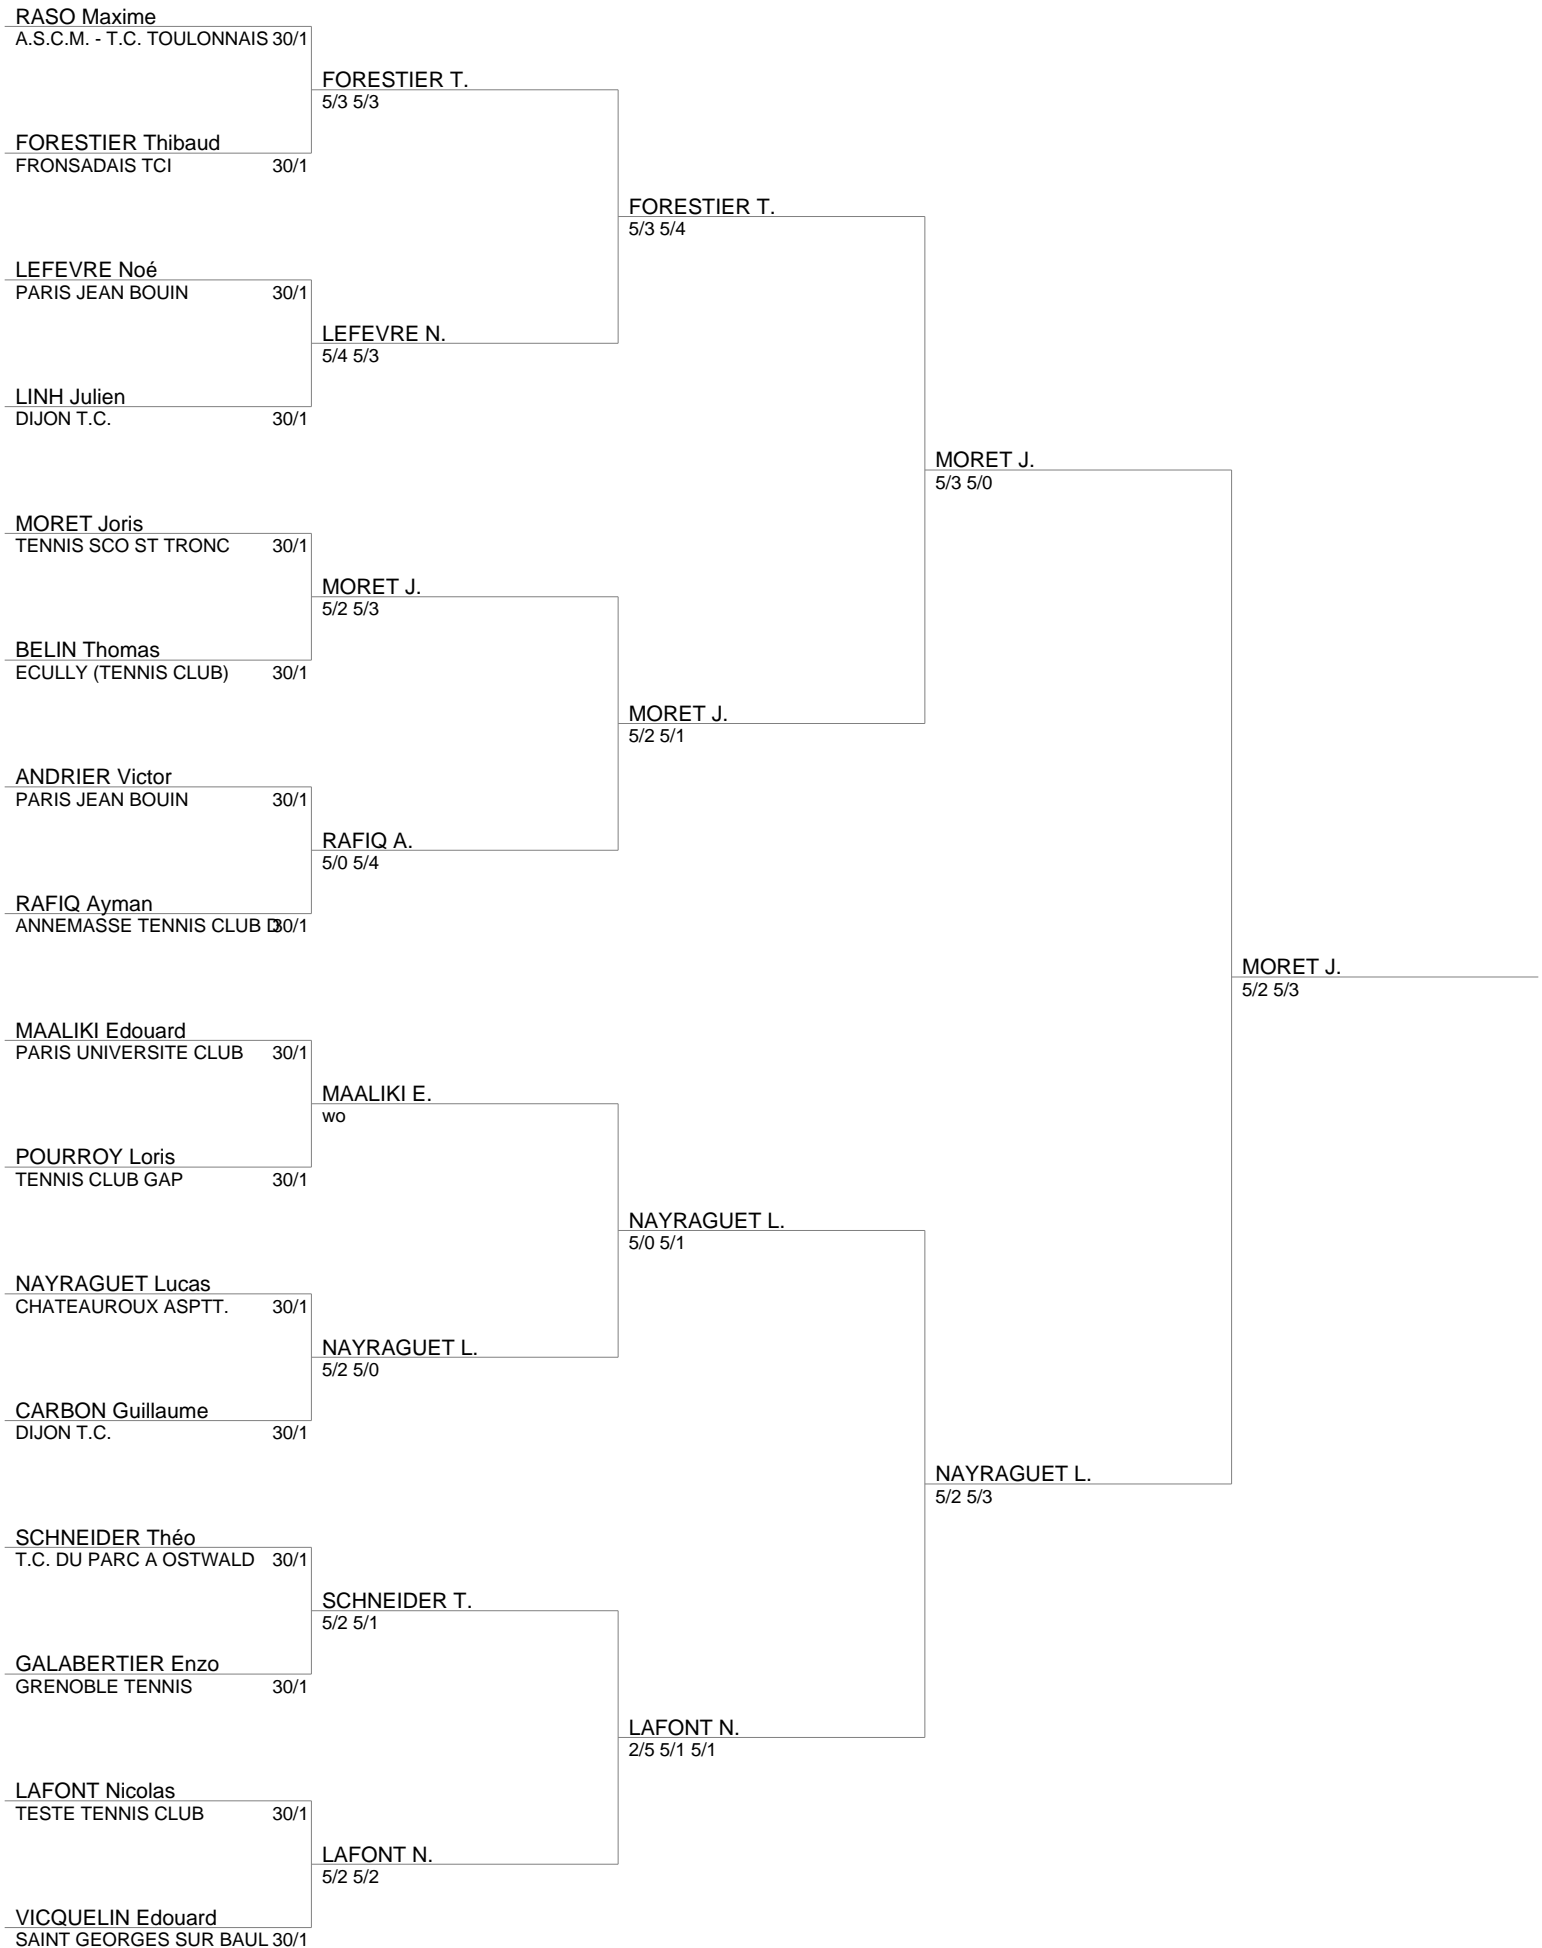 RASO Maxime
A.S.C.M. - T.C. TOULONNAIS 30/1
FORESTIER T.
5/3 5/3
FORESTIER Thibaud
FRONSADAIS TCI 30/1
FORESTIER T.
5/3 5/4
LEFEVRE Noé
PARIS JEAN BOUIN 30/1
LEFEVRE N.
5/4 5/3
LINH Julien
DIJON T.C. 30/1
MORET J.
5/3 5/0
MORET Joris
TENNIS SCO ST TRONC 30/1
MORET J.
5/2 5/3
BELIN Thomas
ECULLY (TENNIS CLUB) 30/1
MORET J.
5/2 5/1
ANDRIER Victor
PARIS JEAN BOUIN 30/1
RAFIQ A.
5/0 5/4
RAFIQ Ayman
ANNEMASSE TENNIS CLUB D 30/1
MORET J.
5/2 5/3
MAALIKI Edouard
PARIS UNIVERSITE CLUB 30/1
MAALIKI E.
wo
POURROY Loris
TENNIS CLUB GAP 30/1
NAYRAGUET L.
5/0 5/1
NAYRAGUET Lucas
CHATEAUROUX ASPTT. 30/1
NAYRAGUET L.
5/2 5/0
CARBON Guillaume
DIJON T.C. 30/1
NAYRAGUET L.
5/2 5/3
SCHNEIDER Théo
T.C. DU PARC A OSTWALD 30/1
SCHNEIDER T.
5/2 5/1
GALABERTIER Enzo
GRENOBLE TENNIS 30/1
LAFONT N.
2/5 5/1 5/1
LAFONT Nicolas
TESTE TENNIS CLUB 30/1
LAFONT N.
5/2 5/2
VICQUELIN Edouard
SAINT GEORGES SUR BAUL 30/1